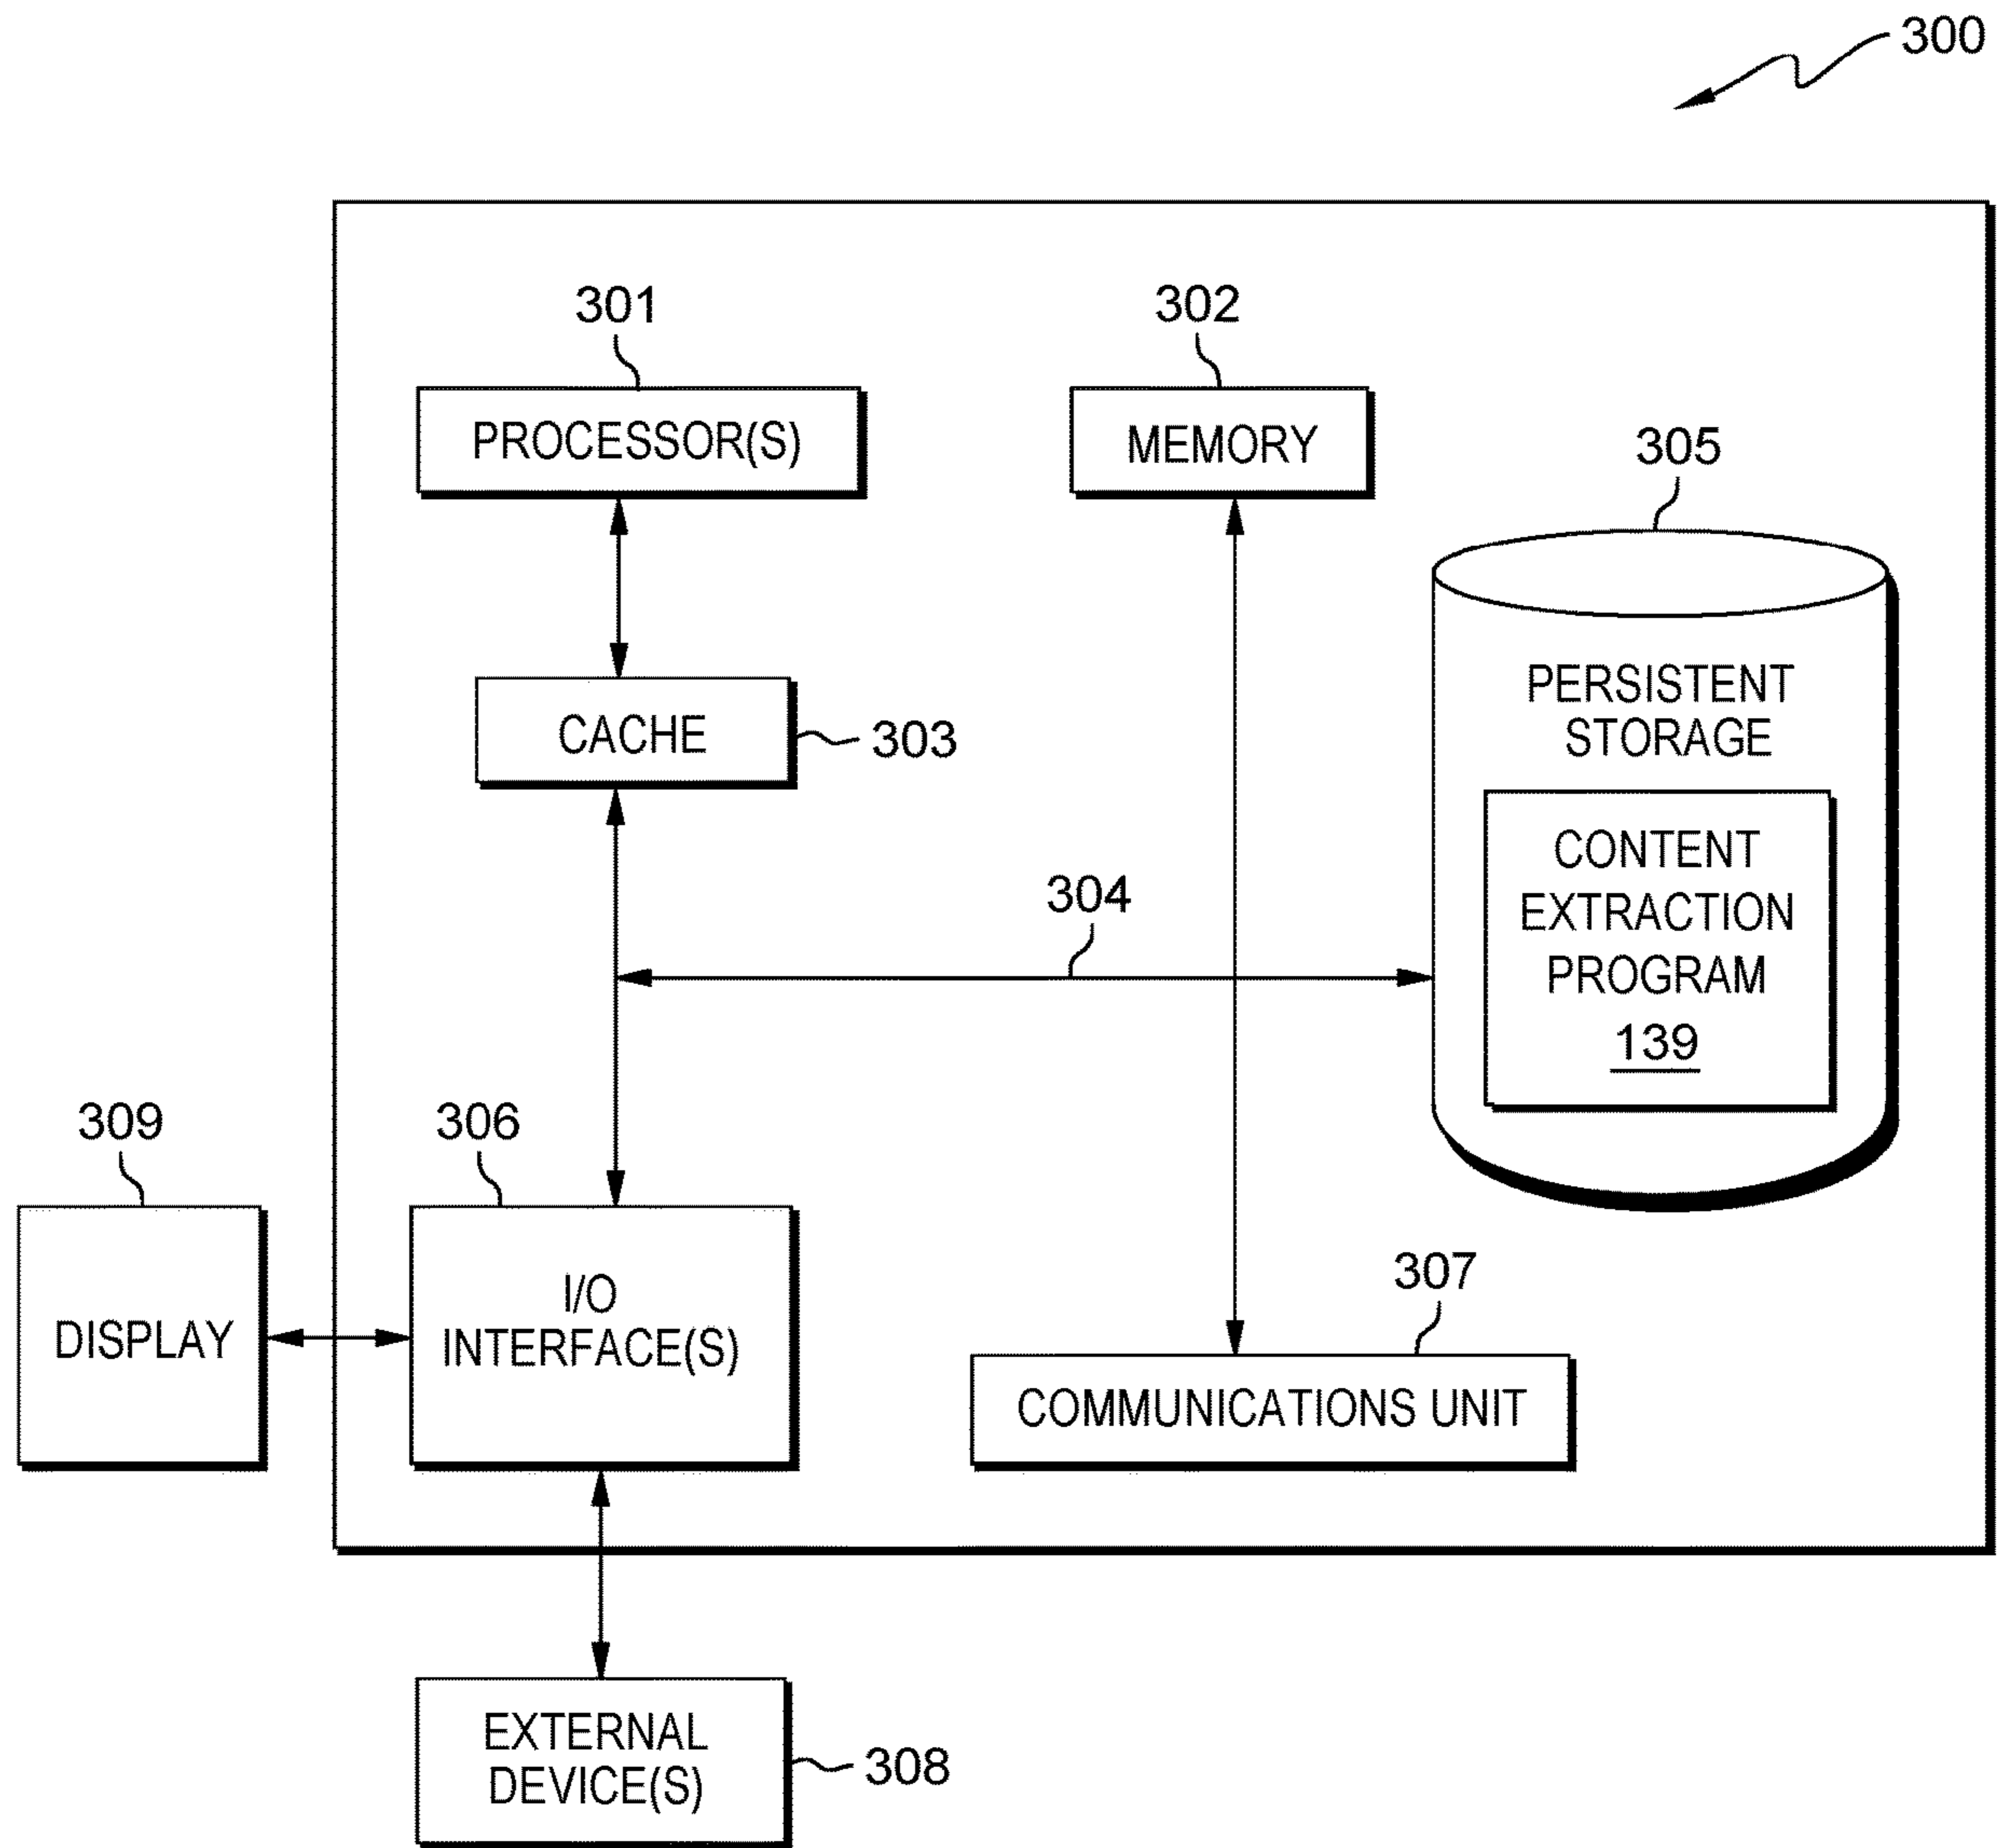 300
301
302
PROCESSOR(S)
MEMORY
305
303
CACHE
PERSISTENT
STORAGE
304
CONTENT
EXTRACTION
PROGRAM
139
309
306
307
DISPLAY
I/O
INTERFACE(S)
COMMUNICATIONS UNIT
EXTERNAL
DEVICE(S)
308